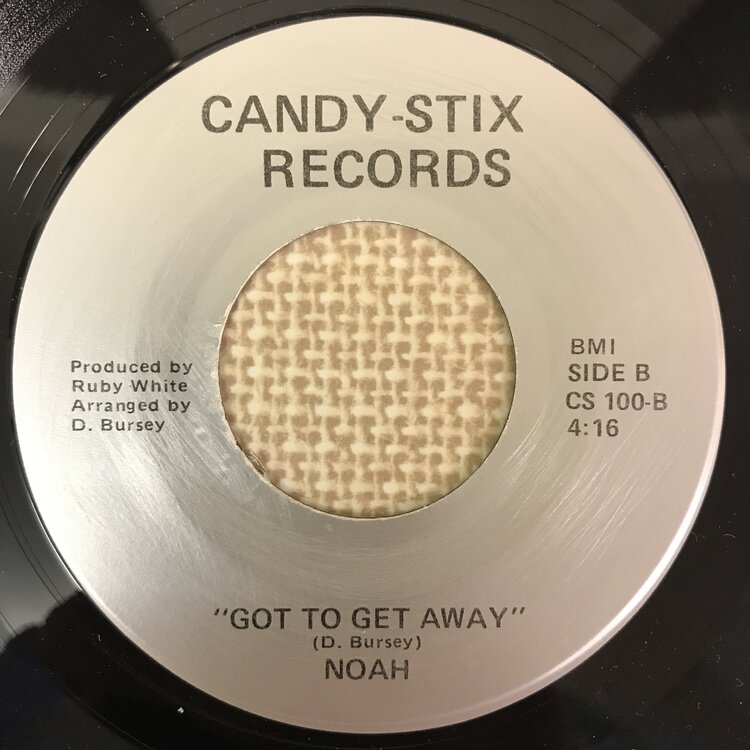 CANDY-STIX
RECORDS
Produced by
Ruby White
Arranged by
D. Bursey
BMI
SIDE B
CS 100-B
4:16
"GOT TO GET AWAY"
(D. Bursey)
NOAH